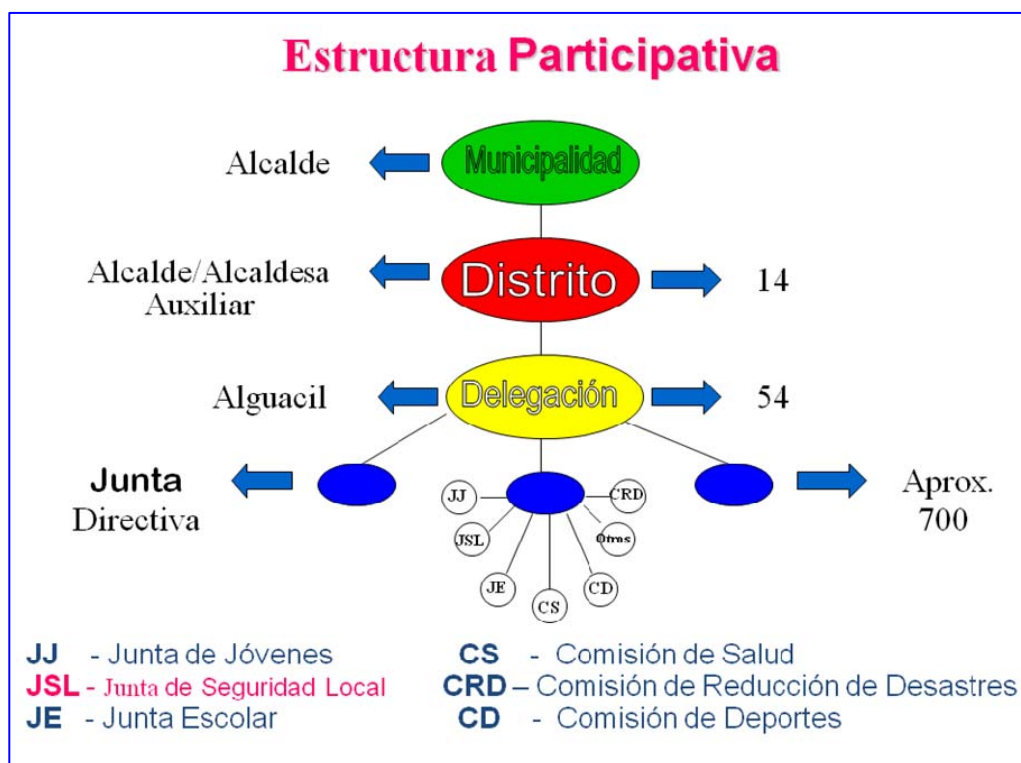 Estructura Participativa
Alcalde
Municipalidad
Alcalde/Alcaldesa
Auxiliar
Distrito
14
Alguacil
Delegación
54
Junta
Directiva
JJ
CRD
JSL
Otras
JE
CD
CS
Aprox.
700
JJ - Junta de Jóvenes
CS - Comisión de Salud
JSL - Junta de Seguridad Local
CRD – Comisión de Reducción de Desastres
JE - Junta Escolar
CD - Comisión de Deportes